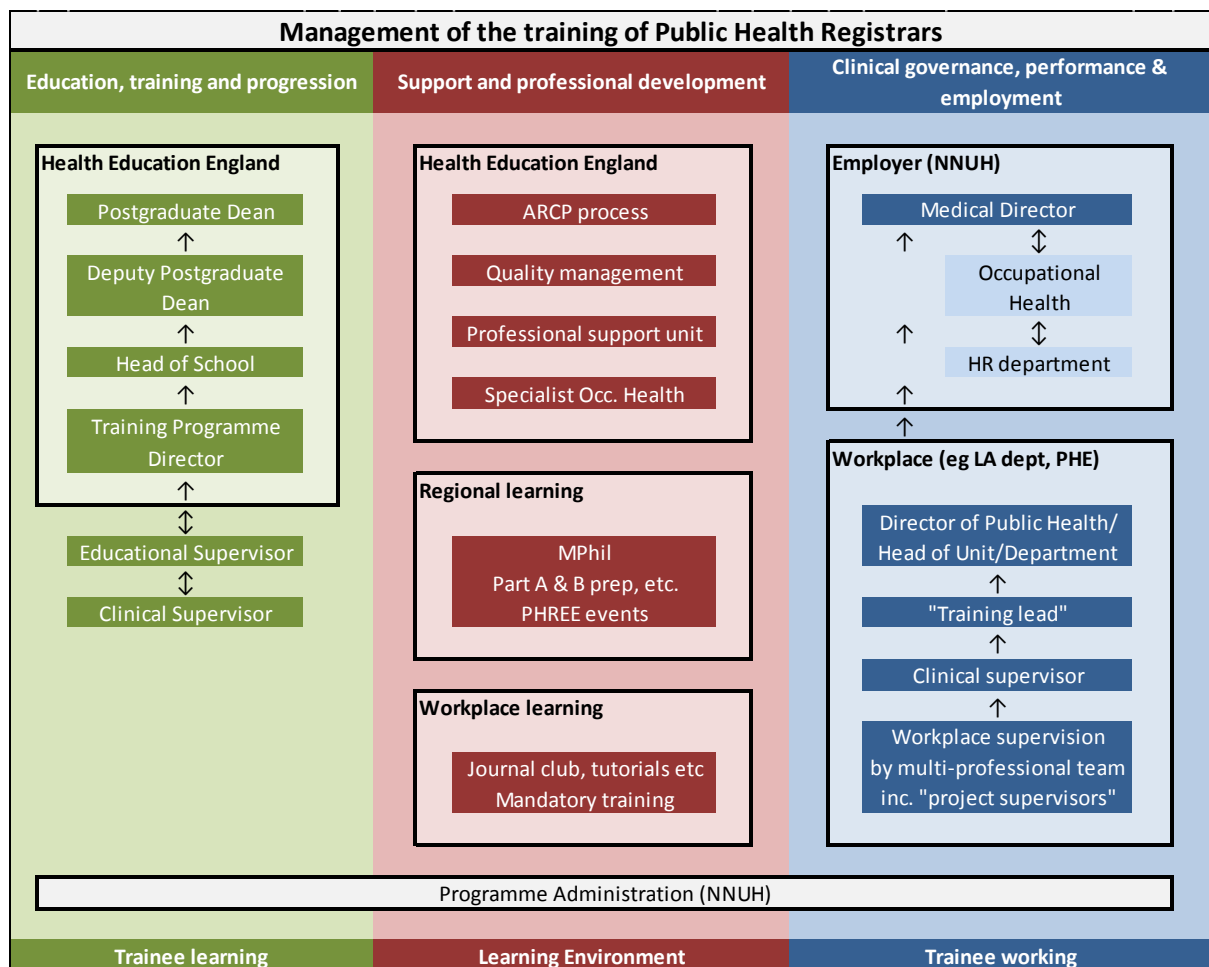 Management of the training of Public Health Registrars
Education, training and progression
Health Education England
Postgraduate Dean
↑
Deputy Postgraduate
Dean
↑
Head of School
↑
Training Programme
Director
↑
↕
Educational Supervisor
↕
Clinical Supervisor
Trainee learning
Support and professional development
Health Education England
ARCP process
Quality management
Professional support unit
Specialist Occ. Health
Regional learning
MPhil
Part A & B prep, etc.
PHREE events
Workplace learning
Journal club, tutorials etc
Mandatory training
Learning Environment
Clinical governance, performance &
employment
Employer (NNUH)
Medical Director
↑ ↕
Occupational
Health
↑ ↕
HR department
↑
↑
Workplace (eg LA dept, PHE)
Director of Public Health/
Head of Unit/Department
↑
"Training lead"
↑
Clinical supervisor
↑
Workplace supervision
by multi-professional team
inc. "project supervisors"
Trainee working
Programme Administration (NNUH)